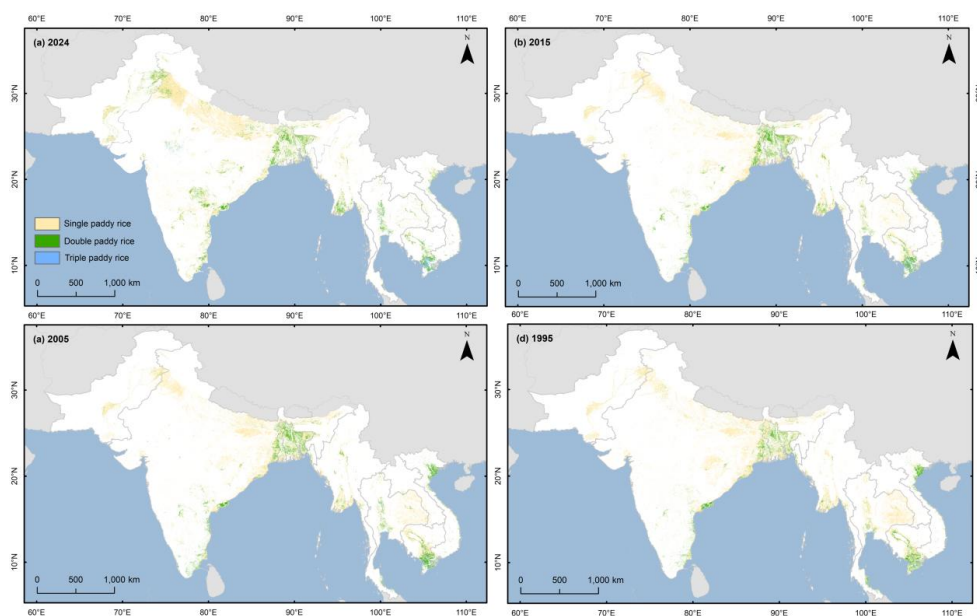 60°E 70°E 80°E 90°E 100°E 110°E 60°E 70°E 80°E 90°E 100°E 110°E
(a) 2024 N (b) 2015 N
30°N 30°N
20°N 20°N
Single paddy rice
Double paddy rice
Triple paddy rice
10°N 10°N
0 500 1,000 km 0 500 1,000 km
60°E 70°E 80°E 90°E 100°E 110°E 60°E 70°E 80°E 90°E 100°E 110°E
(a) 2005 N (d) 1995 N
30°N 30°N
20°N 20°N
10°N 10°N
0 500 1,000 km 0 500 1,000 km
60°E 70°E 80°E 90°E 100°E 110°E 60°E 70°E 80°E 90°E 100°E 110°E